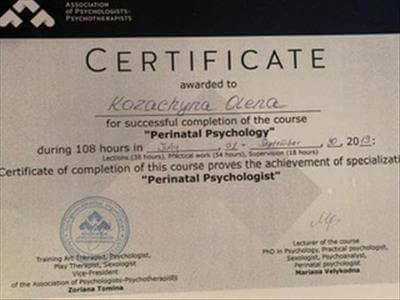 ASSOCIATION
of PSYCHOLOGISTS-
PSYCHOTHERAPISTS
CERTIFICATE
awarded to
Kozachyna Olena
for successful completion of the course
"Perinatal Psychology"
during 108 hours in July, 01 - September, 30, 2019:
Lections (36 hours), Practical work (54 hours), Supervision (18 hours)
Certificate of completion of this course proves the achievement of specializati
"Perinatal Psychologist"
Training Art Therapist, Psychologist,
Play Therapist, Sexologist
Vice-President
of the Association of Psychologists-Psychotherapists
Zoriana Tomina
Lecturer of the course
PhD in Psychology, Practical psychologist,
Sexologist, Psychoanalyst,
Perinatal psychologist
Mariana Velykodna